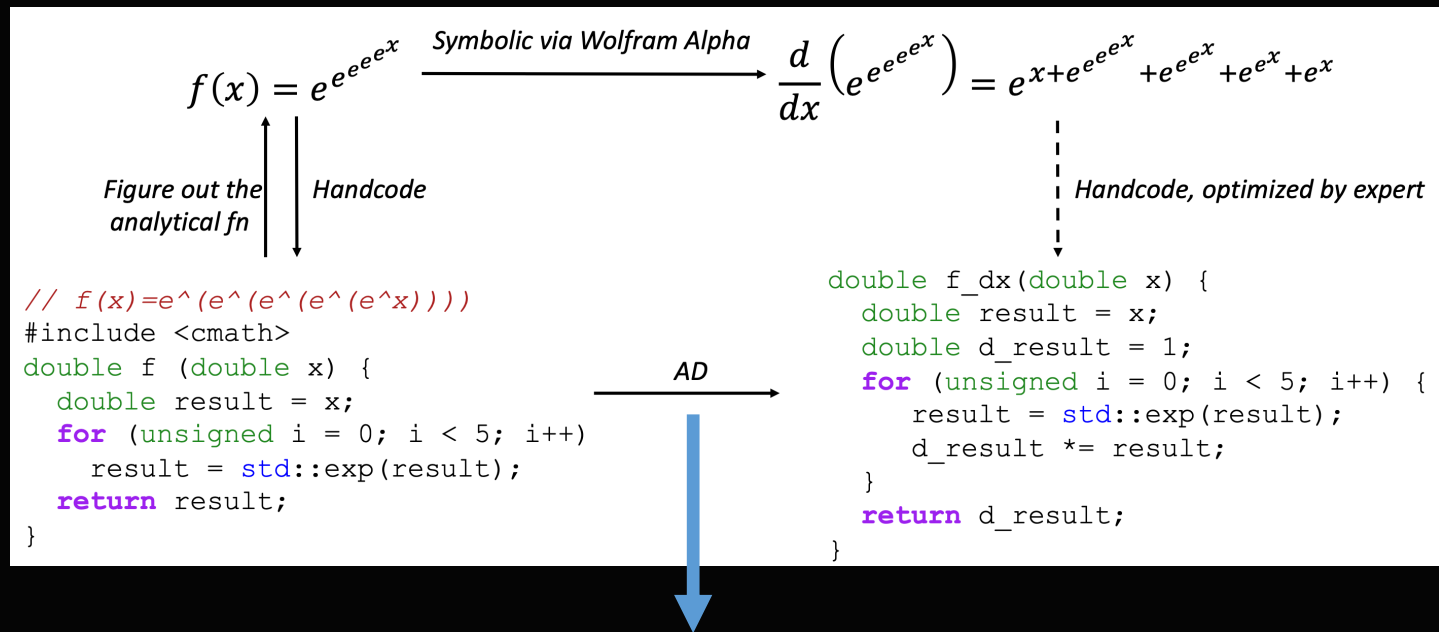 f(x) = e^{e^{e^{e^{e^x}}}}
Symbolic via Wolfram Alpha
d/dx (e^{e^{e^{e^{e^x}}}}) = e^{x+e^{e^{e^{e^x}}}+e^{e^{e^x}}+e^{e^x}+e^x}
Figure out the
analytical fn
Handcode
Handcode, optimized by expert
// f(x)=e^(e^(e^(e^(e^x))))
#include <cmath>
double f (double x) {
  double result = x;
  for (unsigned i = 0; i < 5; i++)
    result = std::exp(result);
  return result;
}
AD
double f_dx(double x) {
  double result = x;
  double d_result = 1;
  for (unsigned i = 0; i < 5; i++) {
     result = std::exp(result);
     d_result *= result;
  }
  return d_result;
}